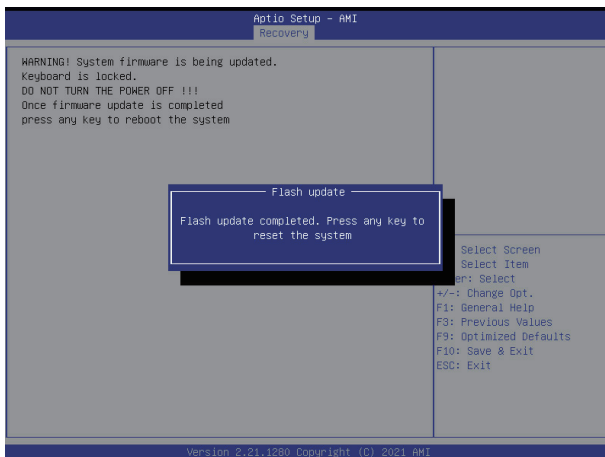 Aptio Setup – AMI
Recovery
WARNING! System firmware is being updated.
Keyboard is locked.
DO NOT TURN THE POWER OFF !!!
Once firmware update is completed
press any key to reboot the system
Flash update
Flash update completed. Press any key to
reset the system
Select Screen
Select Item
er: Select
+/-: Change Opt.
F1: General Help
F3: Previous Values
F9: Optimized Defaults
F10: Save & Exit
ESC: Exit
Version 2.21.1280 Copyright (C) 2021 AMI